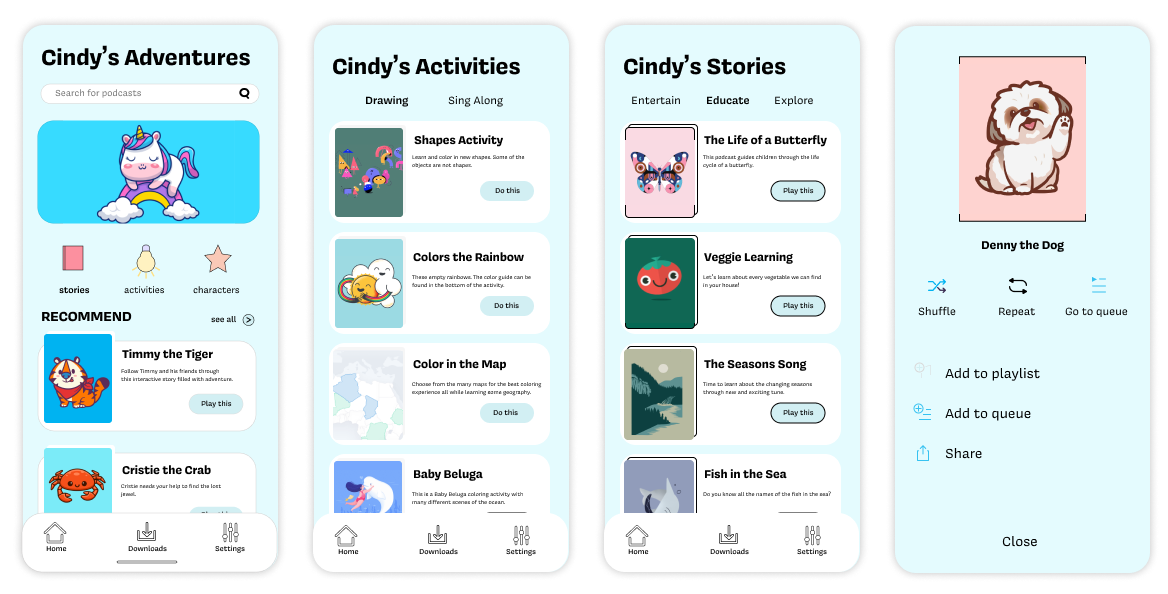 Cindy's Adventures
Search for podcasts
stories
activities
characters
RECOMMEND
see all
Timmy the Tiger
Follow Timmy and his friends through
this interactive story filled with adventure.
Play this
Cristie the Crab
Cristie needs your help to find the lost
jewel.
Home
Downloads
Settings
Cindy's Activities
Drawing
Sing Along
Shapes Activity
Learn and color in new shapes. Some of the
objects are not shapes.
Do this
Colors the Rainbow
These empty rainbows. The color guide can be
found in the bottom of the activity.
Do this
Color in the Map
Choose from the many maps for the best coloring
experience all while learning some geography.
Do this
Baby Beluga
This is a Baby Beluga coloring activity with
many different scenes of the ocean.
Home
Downloads
Settings
Cindy's Stories
Entertain
Educate
Explore
The Life of a Butterfly
This podcast guides children through the life
cycle of a butterfly.
Play this
Veggie Learning
Let's learn about every vegetable we can find
in your house!
Play this
The Seasons Song
Time to learn about the changing seasons
through new and exciting tune.
Play this
Fish in the Sea
Do you know all the names of the fish in the sea?
Home
Downloads
Settings
Denny the Dog
Shuffle
Repeat
Go to queue
Add to playlist
Add to queue
Share
Close